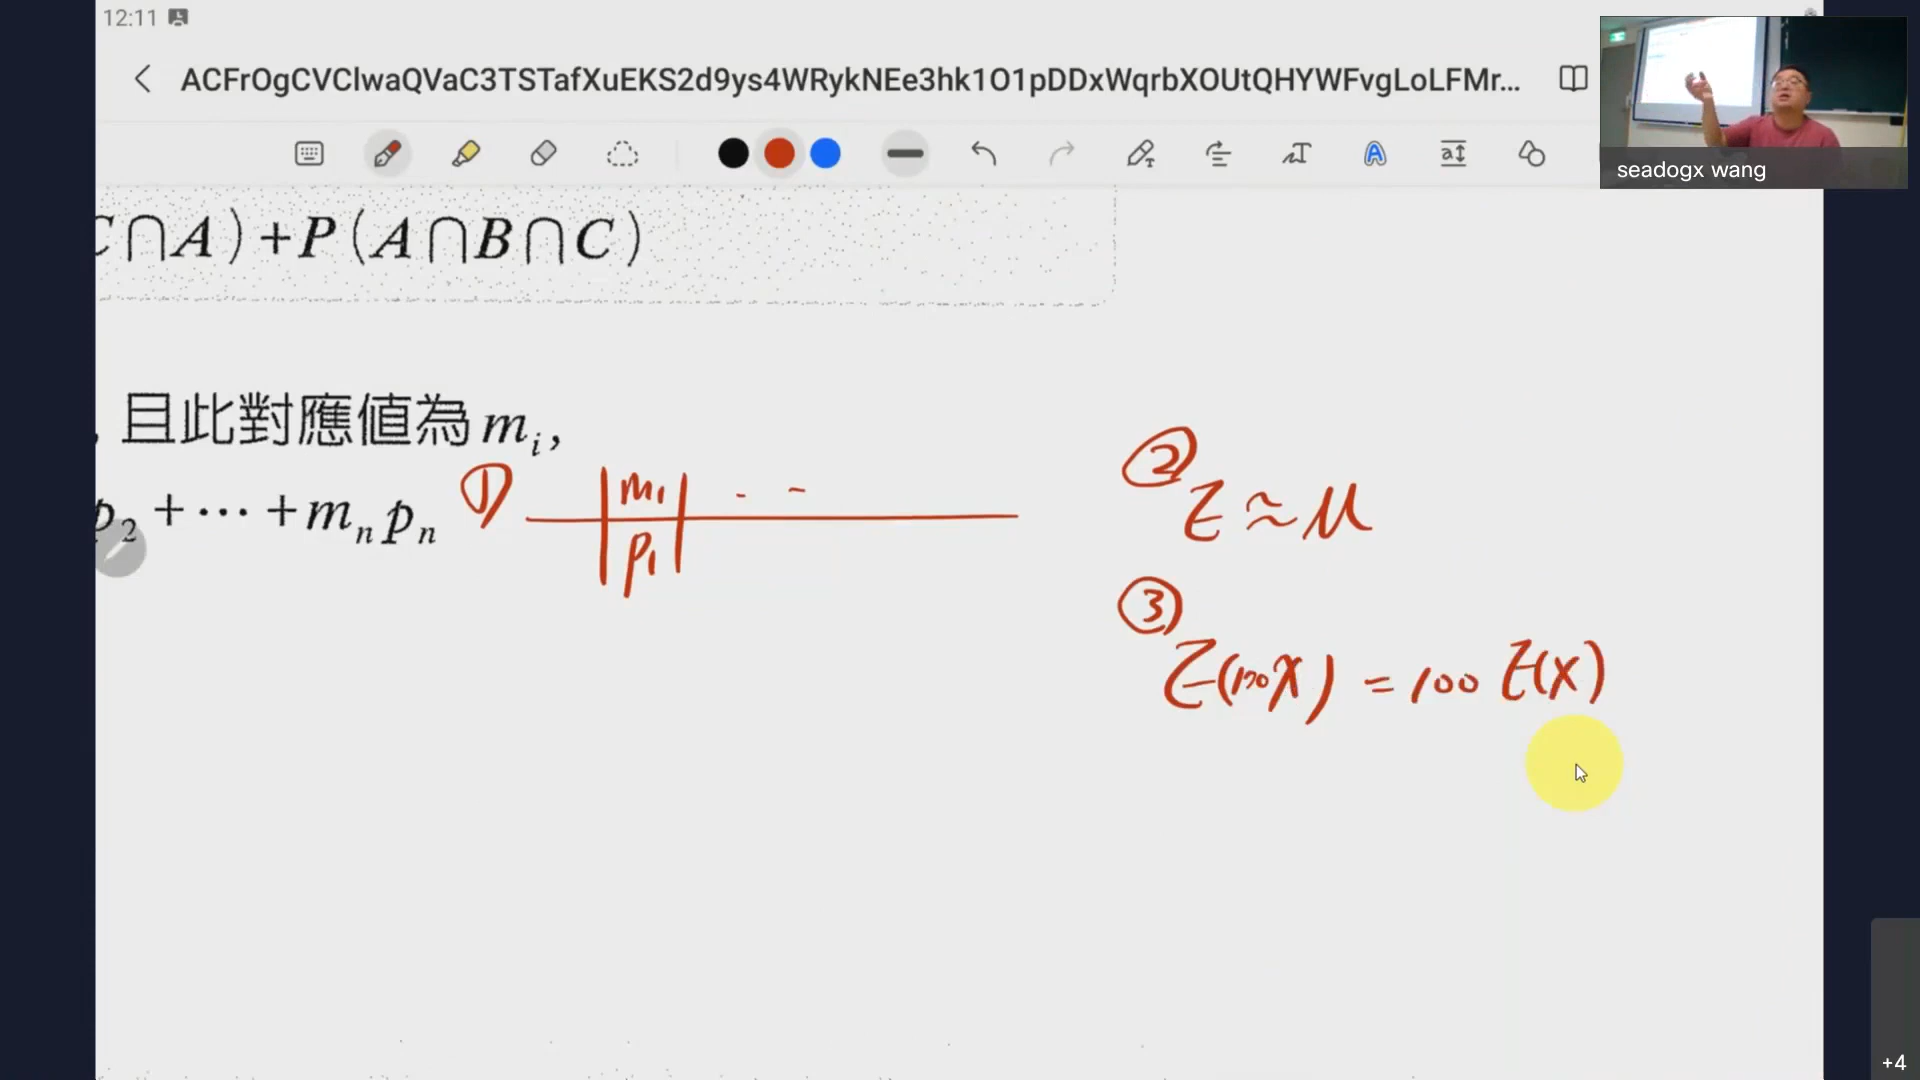 12:11
ACFrOgCVClwaQVaC3TSTafXuEKS2d9ys4WRykNEe3hk1O1pDDxWqrbXOUtQHYWFvgLoLFMr...
seadogx wang
C∩A)+P(A∩B∩C)
, 且此對應值為 mᵢ,
p₂+⋯+mₙpₙ
① m₁ . . -
p₁
②
E≈μ
③
E(100X) = 100 E(X)
+4